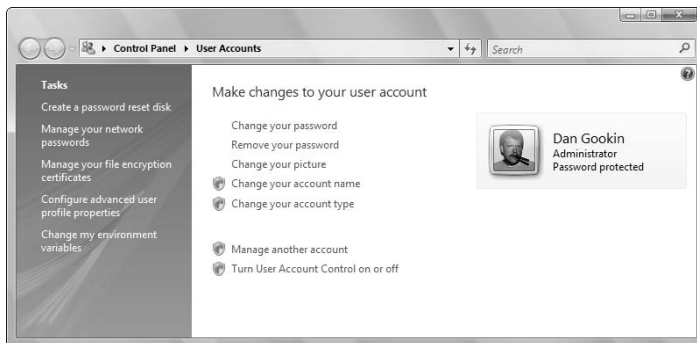 Control Panel ▸ User Accounts
Search
Tasks
Create a password reset disk
Manage your network
passwords
Manage your file encryption
certificates
Configure advanced user
profile properties
Change my environment
variables
Make changes to your user account
Change your password
Remove your password
Change your picture
Change your account name
Change your account type
Manage another account
Turn User Account Control on or off
Dan Gookin
Administrator
Password protected